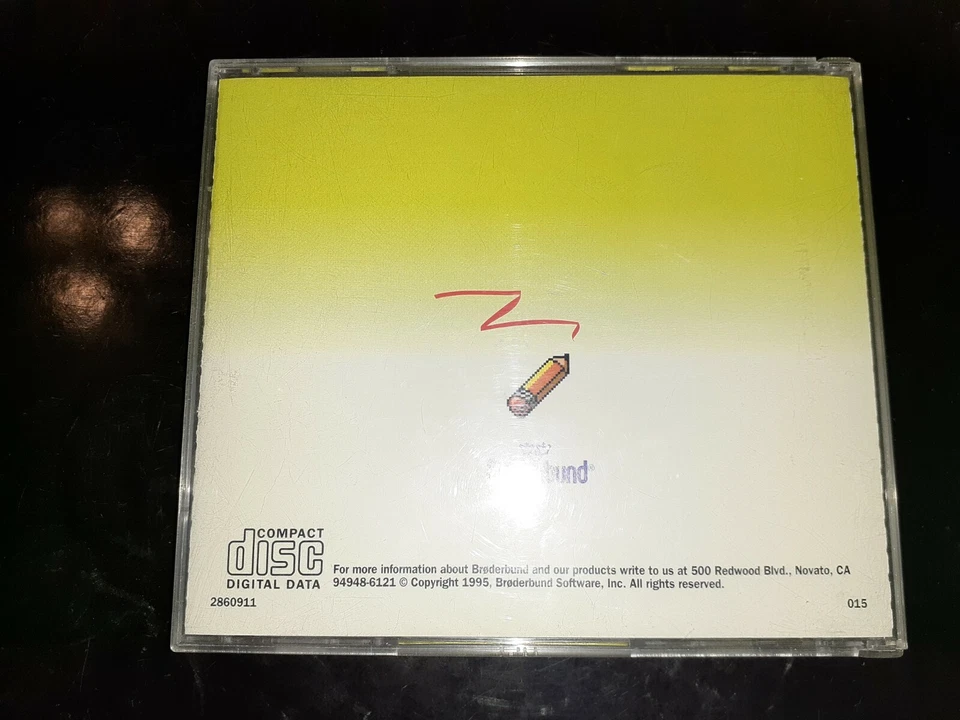 bund®
COMPACT
disc
DIGITAL DATA
For more information about Brøderbund and our products write to us at 500 Redwood Blvd., Novato, CA
94948-6121 © Copyright 1995, Brøderbund Software, Inc. All rights reserved.
2860911
015